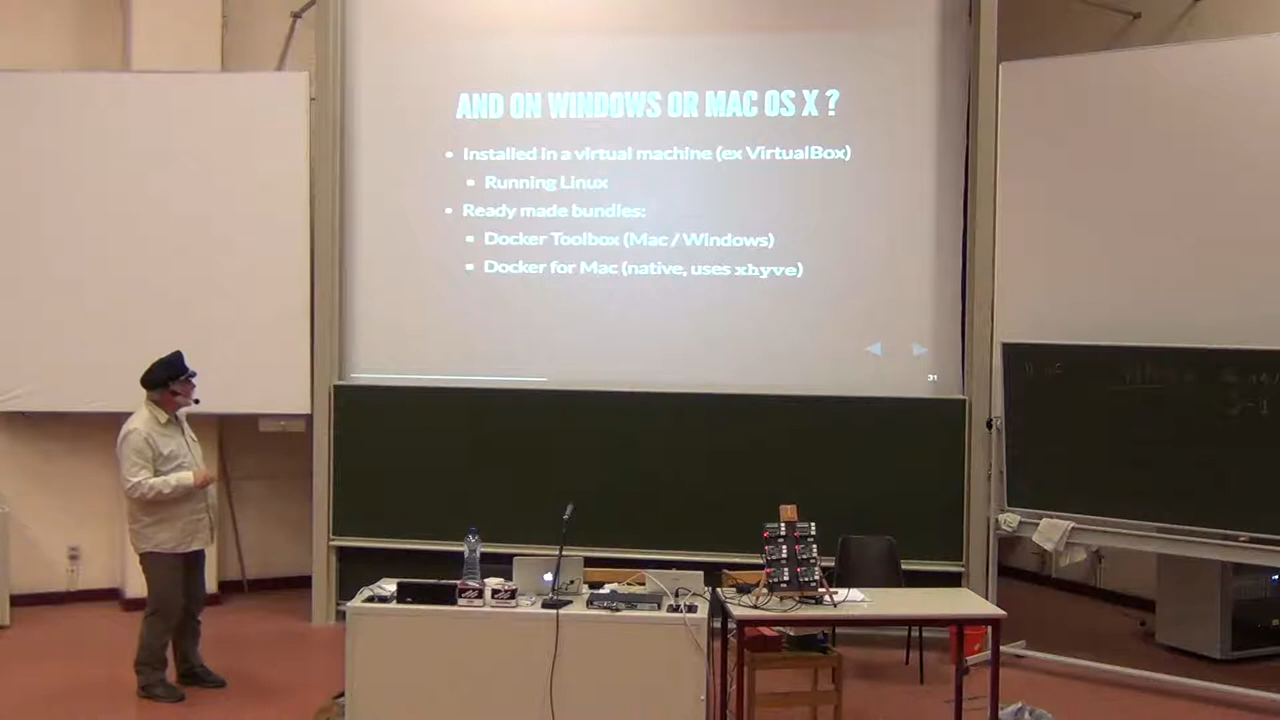 AND ON WINDOWS OR MAC OS X ?
• Installed in a virtual machine (ex VirtualBox)
▪ Running Linux
• Ready made bundles:
▪ Docker Toolbox (Mac / Windows)
▪ Docker for Mac (native, uses xhyve)
31